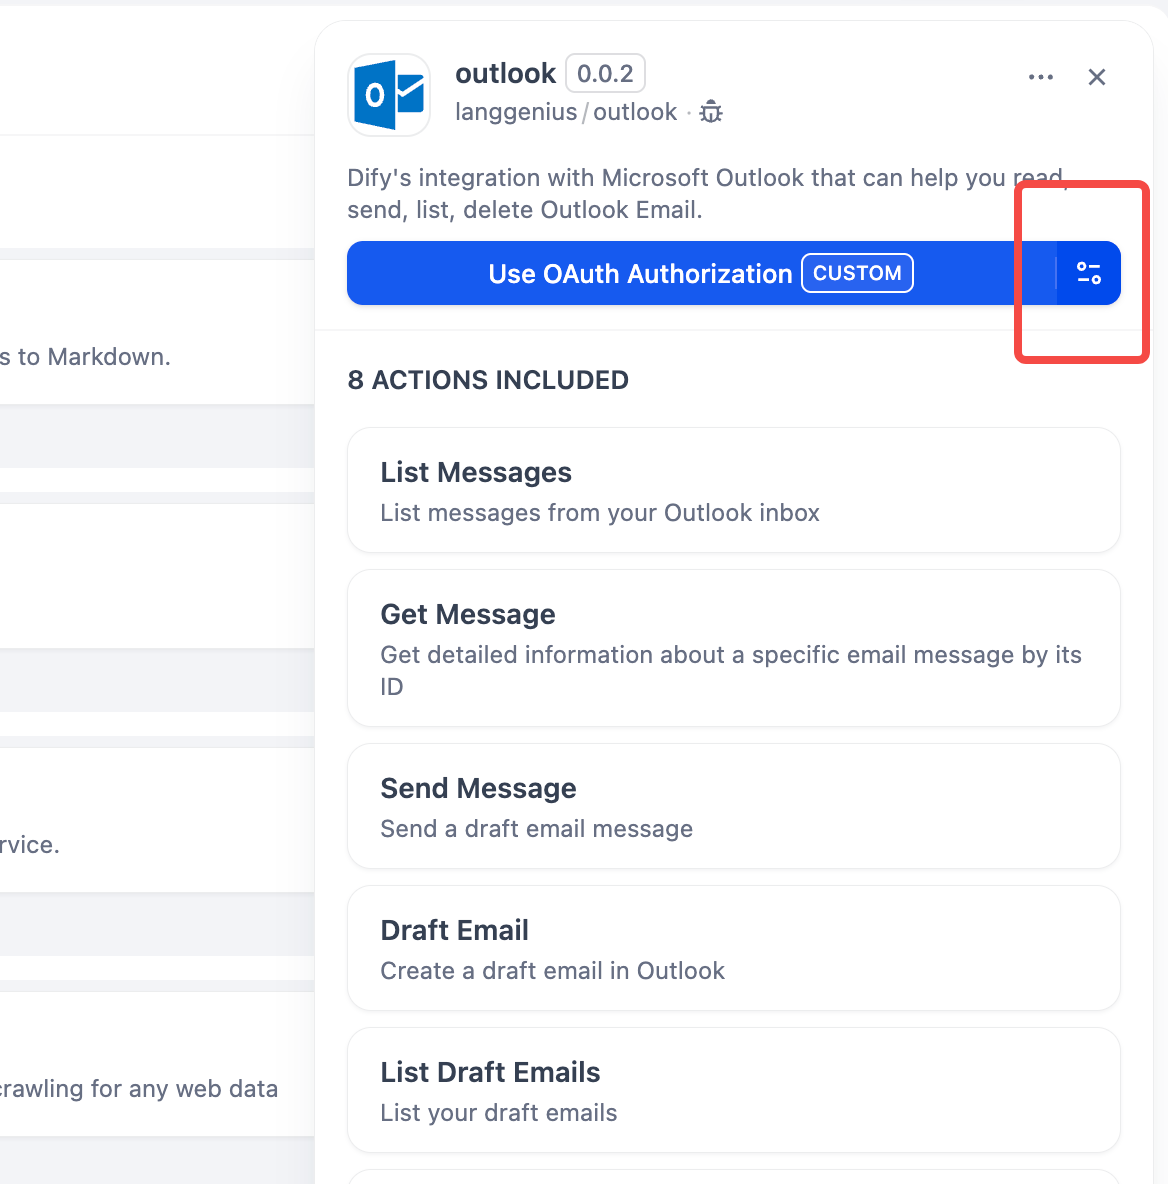 outlook 0.0.2
langgenius / outlook ·
Dify's integration with Microsoft Outlook that can help you read,
send, list, delete Outlook Email.
Use OAuth Authorization CUSTOM
8 ACTIONS INCLUDED
s to Markdown.
List Messages
List messages from your Outlook inbox
Get Message
Get detailed information about a specific email message by its
ID
Send Message
Send a draft email message
rvice.
Draft Email
Create a draft email in Outlook
List Draft Emails
crawling for any web data
List your draft emails